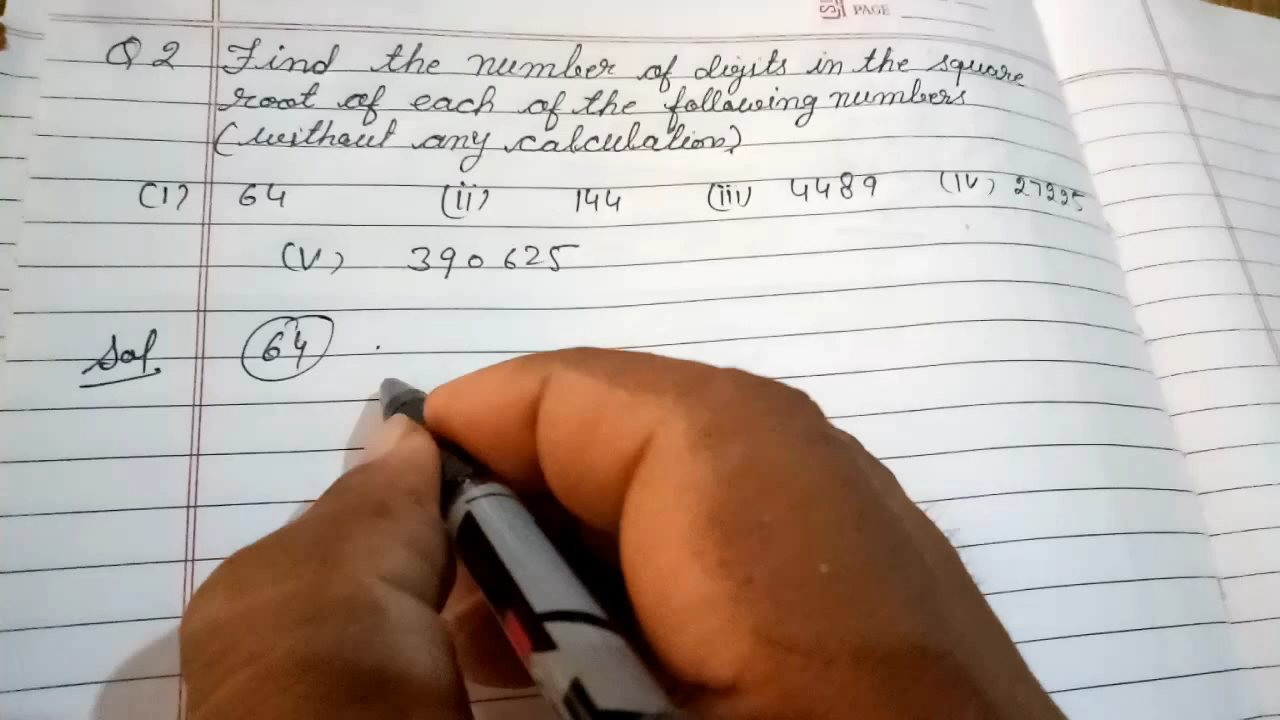 PAGE
Q 2 Find the number of digits in the square
root of each of the following numbers
(without any calculation)
(i) 64 (ii) 144 (iii) 4489 (iv) 27225
(v) 390625
Sol. 64